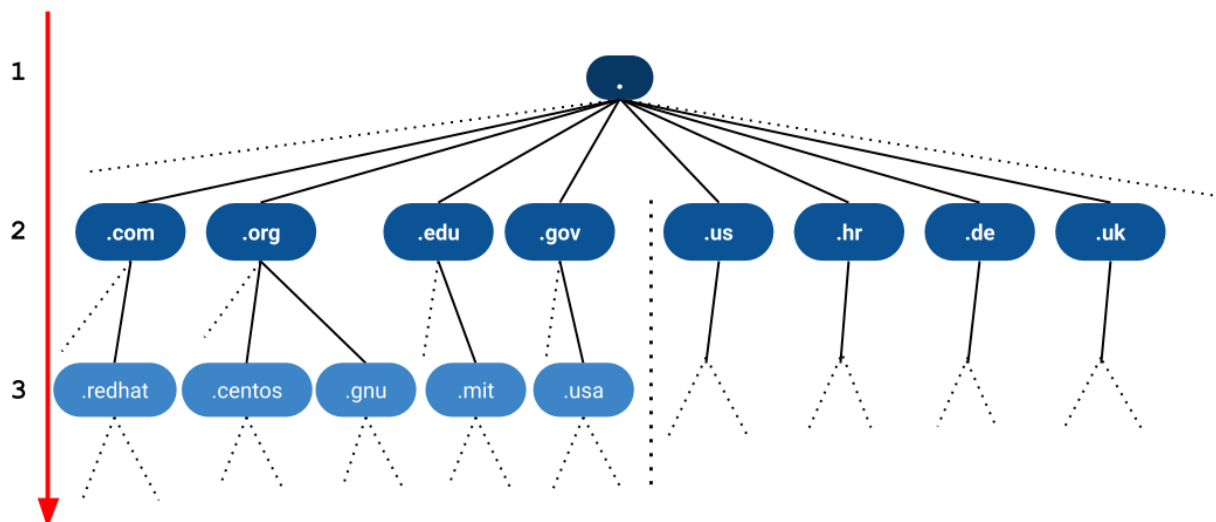 1
.
2
.com .org .edu .gov .us .hr .de .uk
3
.redhat .centos .gnu .mit .usa